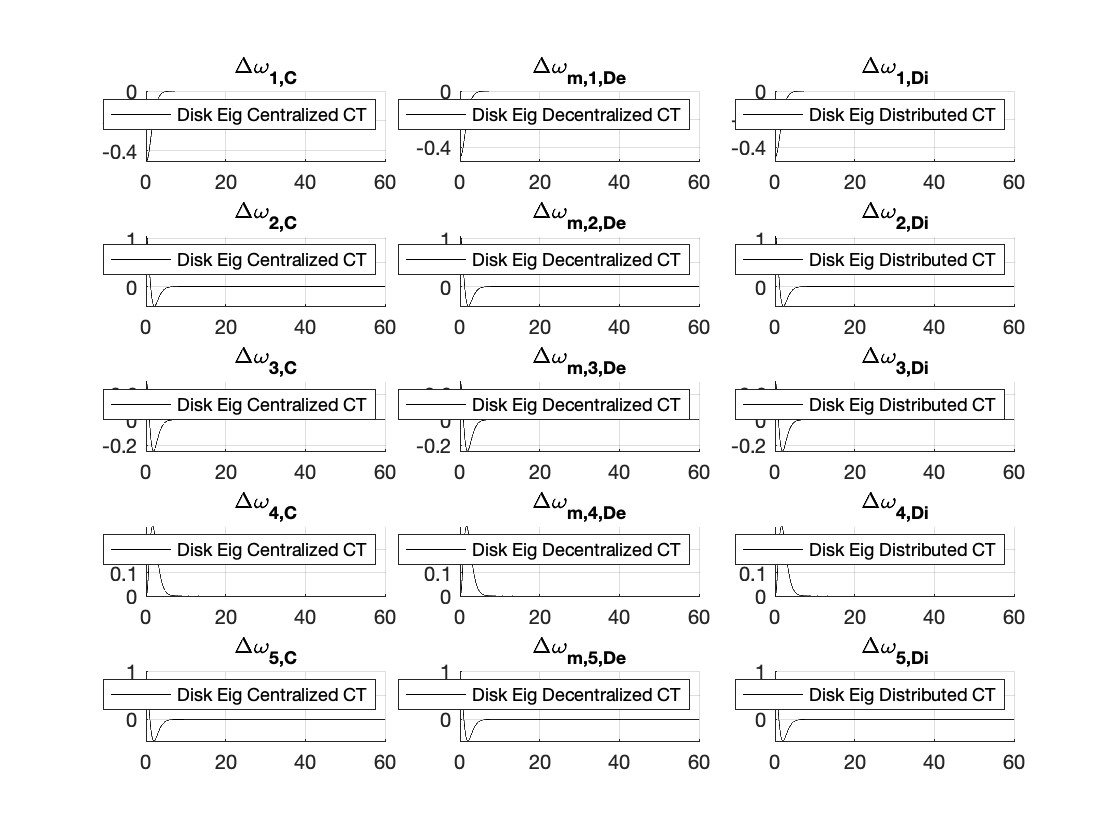 Δω1,C Δωm,1,De Δω1,Di
0 0 0
Disk Eig Centralized CT Disk Eig Decentralized CT Disk Eig Distributed CT
-0.4 -0.4 -0.4
0 20 40 60 0 20 40 60 0 20 40 60
Δω2,C Δωm,2,De Δω2,Di
1 1 1
Disk Eig Centralized CT Disk Eig Decentralized CT Disk Eig Distributed CT
0 0 0
0 20 40 60 0 20 40 60 0 20 40 60
Δω3,C Δωm,3,De Δω3,Di
Disk Eig Centralized CT Disk Eig Decentralized CT Disk Eig Distributed CT
0 0 0
-0.2 -0.2 -0.2
0 20 40 60 0 20 40 60 0 20 40 60
Δω4,C Δωm,4,De Δω4,Di
Disk Eig Centralized CT Disk Eig Decentralized CT Disk Eig Distributed CT
0.1 0.1 0.1
0 0 0
0 20 40 60 0 20 40 60 0 20 40 60
Δω5,C Δωm,5,De Δω5,Di
1 1 1
Disk Eig Centralized CT Disk Eig Decentralized CT Disk Eig Distributed CT
0 0 0
0 20 40 60 0 20 40 60 0 20 40 60